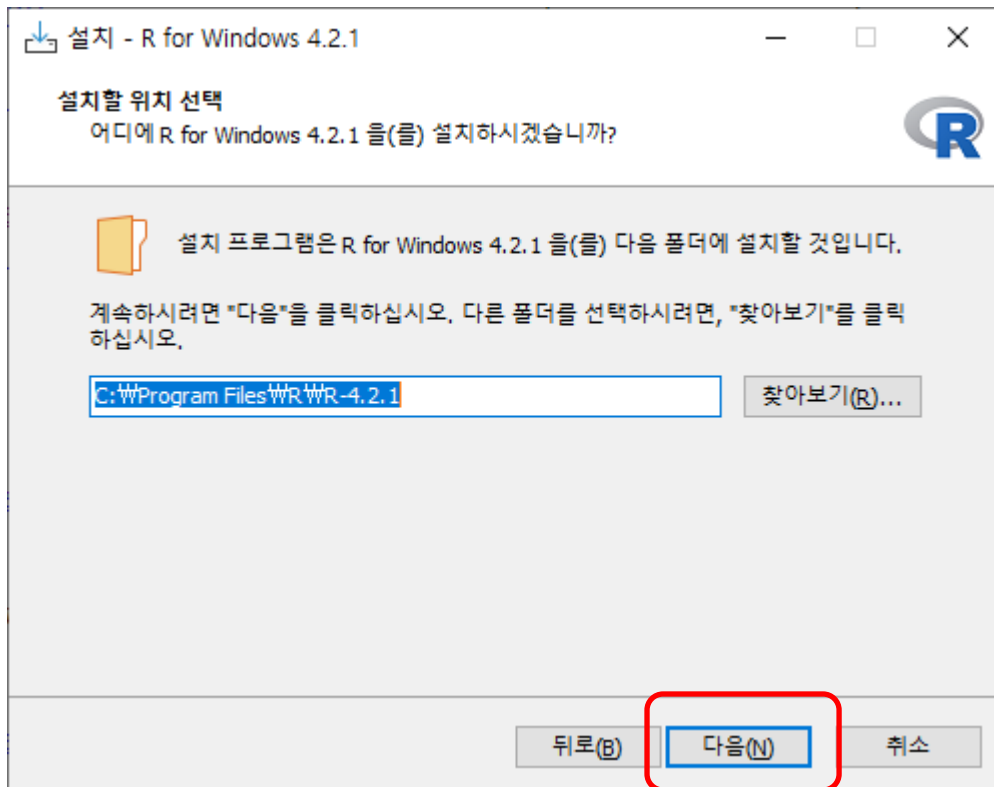 설치 - R for Windows 4.2.1
설치할 위치 선택
어디에 R for Windows 4.2.1 을(를) 설치하시겠습니까?
R
설치 프로그램은 R for Windows 4.2.1 을(를) 다음 폴더에 설치할 것입니다.
계속하시려면 "다음"을 클릭하십시오. 다른 폴더를 선택하시려면, "찾아보기"를 클릭
하십시오.
C:₩Program Files₩R₩R-4.2.1
찾아보기(R)...
뒤로(B) 다음(N) 취소